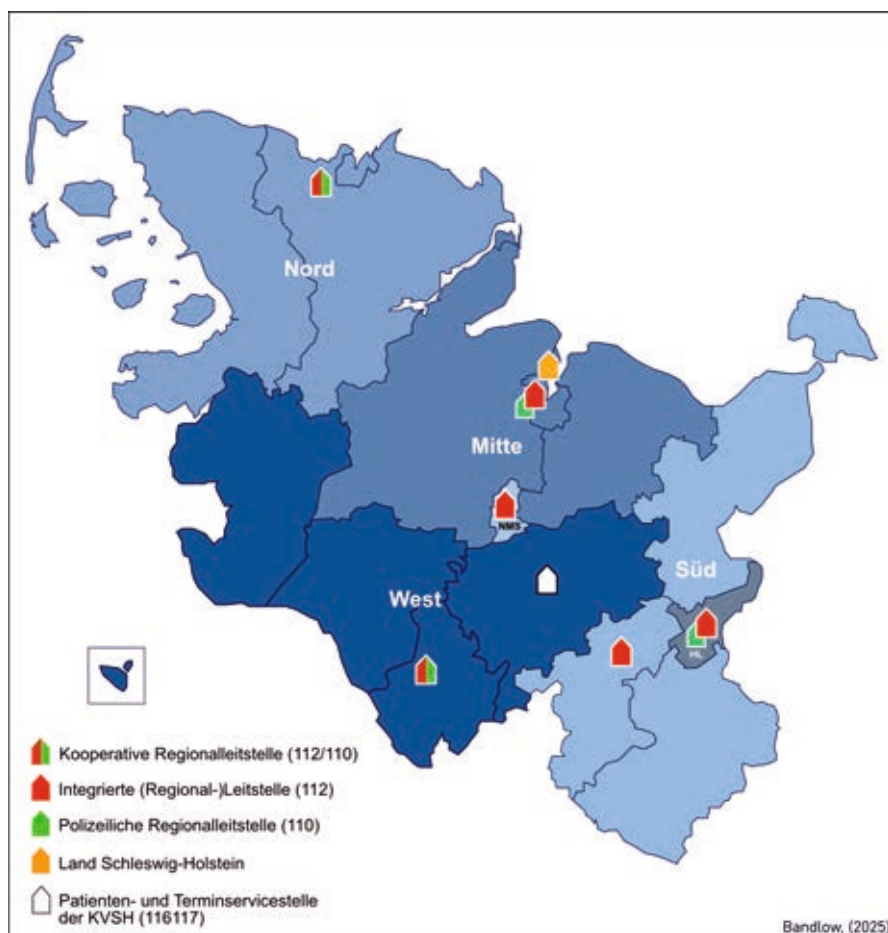 Nord
Mitte
NMS
Süd
West
HL
Kooperative Regionalleitstelle (112/110)
Integrierte (Regional-)Leitstelle (112)
Polizeiliche Regionalleitstelle (110)
Land Schleswig-Holstein
Patienten- und Terminservicestelle
der KVSH (116117)
Bandlow, (2025)